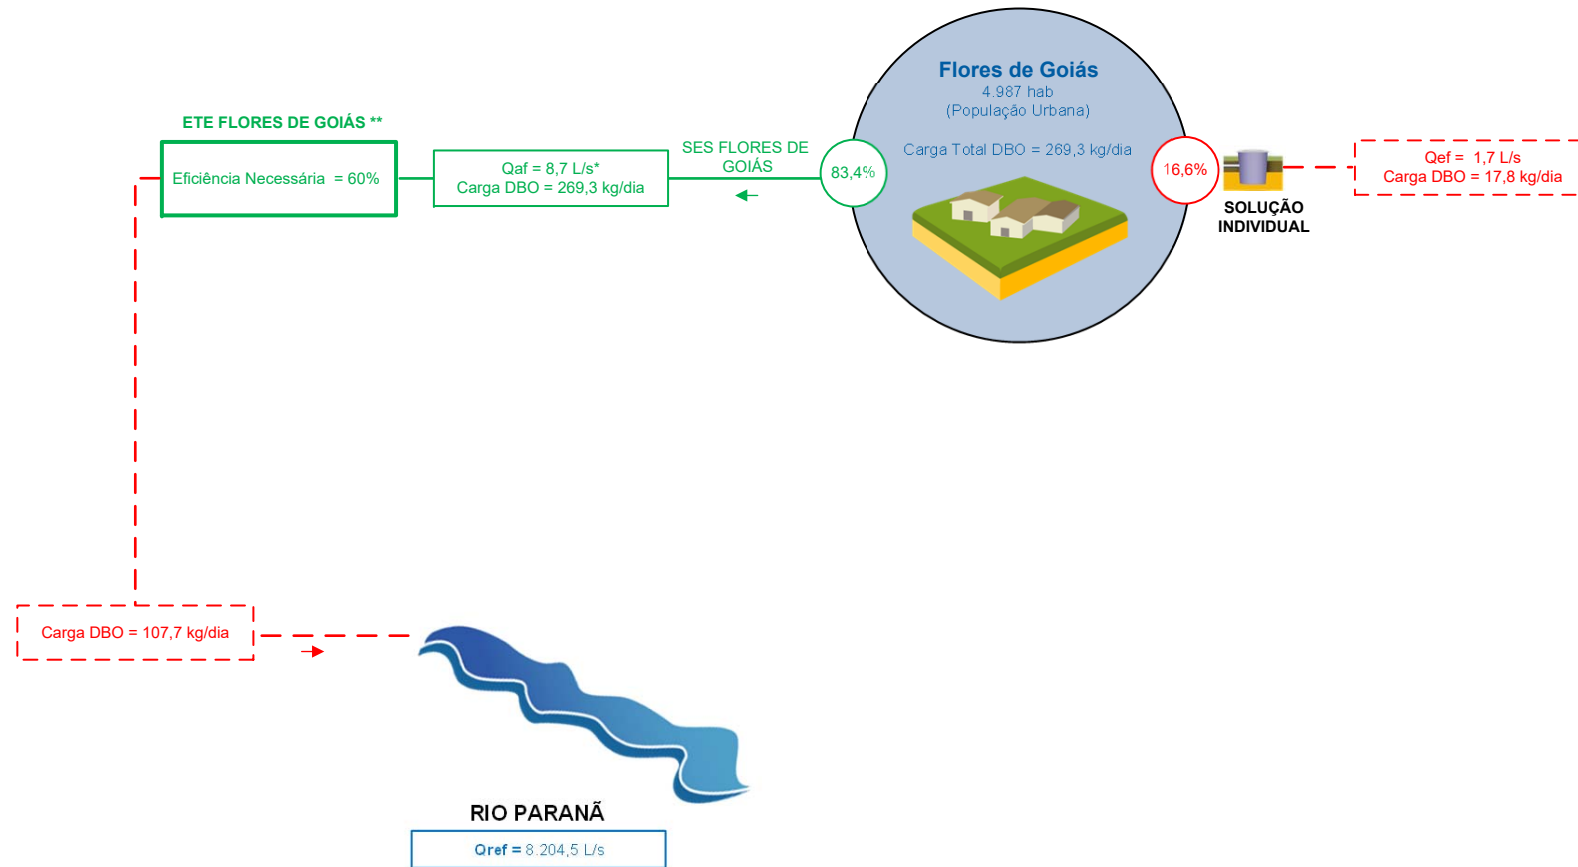 Flores de Goiás
4.987 hab
(População Urbana)
Carga Total DBO = 269,3 kg/dia
ETE FLORES DE GOIÁS **
Eficiência Necessária = 60%
Qaf = 8,7 L/s*
Carga DBO = 269,3 kg/dia
SES FLORES DE
GOIÁS
83,4%
16,6%
SOLUÇÃO
INDIVIDUAL
Qef = 1,7 L/s
Carga DBO = 17,8 kg/dia
Carga DBO = 107,7 kg/dia
RIO PARANÃ
Qref = 8.204,5 L/s